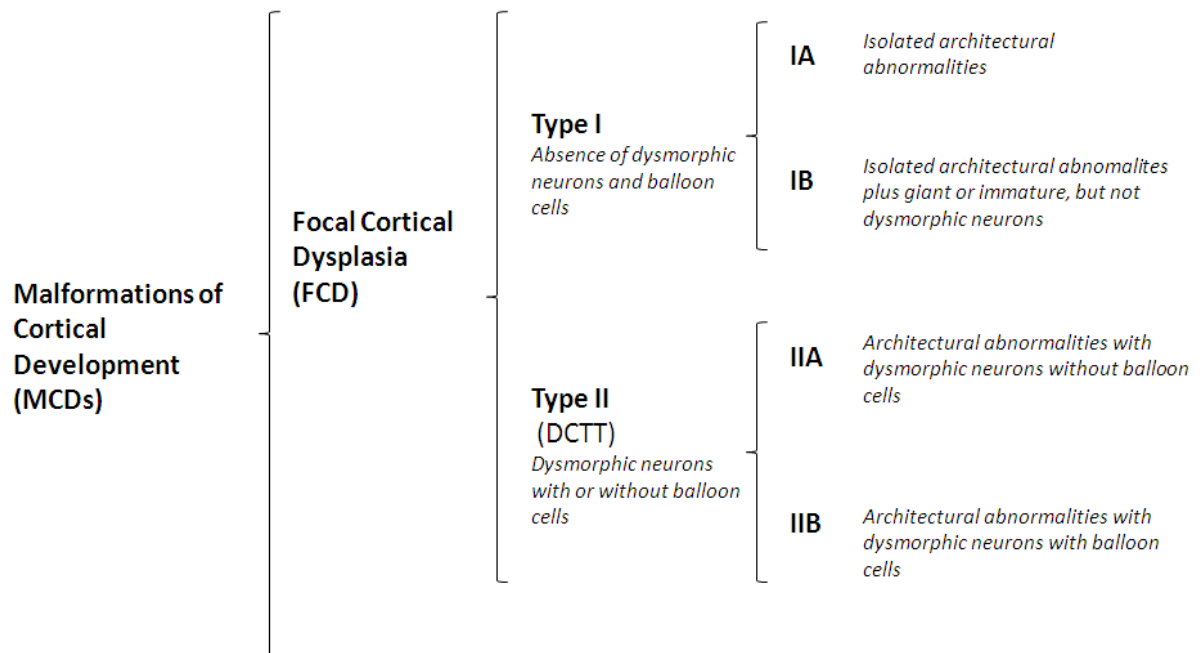 Malformations of
Cortical
Development
(MCDs)
Focal Cortical
Dysplasia
(FCD)
Type I
Absence of dysmorphic
neurons and balloon
cells
IA
Isolated architectural
abnormalities
IB
Isolated architectural abnomalites
plus giant or immature, but not
dysmorphic neurons
Type II
(DCTT)
Dysmorphic neurons
with or without balloon
cells
IIA
Architectural abnormalities with
dysmorphic neurons without balloon
cells
IIB
Architectural abnormalities with
dysmorphic neurons with balloon
cells